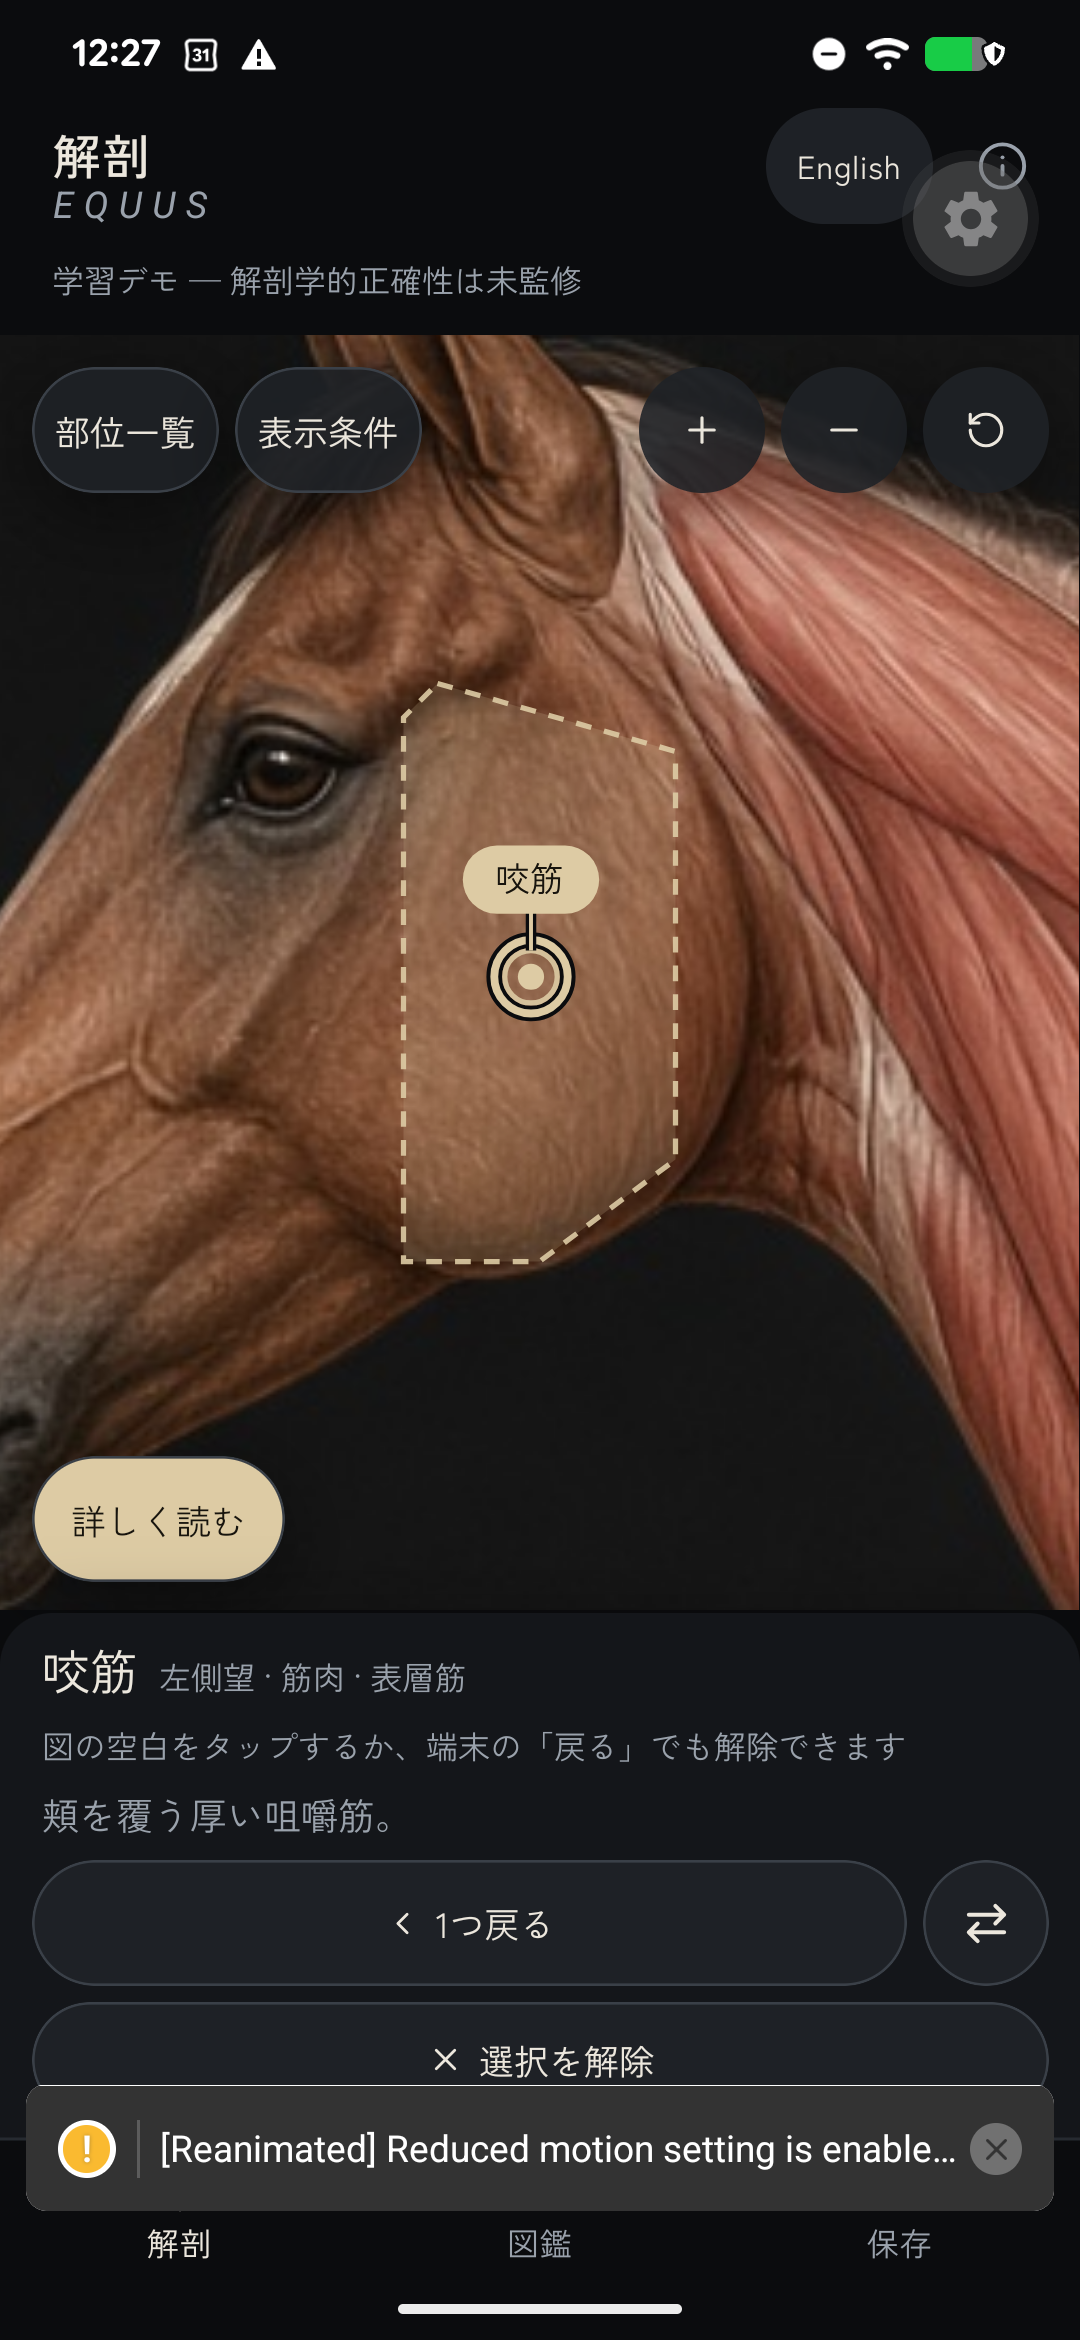 12:27 31
解剖
EQUUS
English
学習デモ — 解剖学的正確性は未監修
部位一覧
表示条件
咬筋
詳しく読む
咬筋 左側望・筋肉・表層筋
図の空白をタップするか、端末の「戻る」でも解除できます
頬を覆う厚い咀嚼筋。
1つ戻る
選択を解除
[Reanimated] Reduced motion setting is enable...
解剖
図鑑
保存